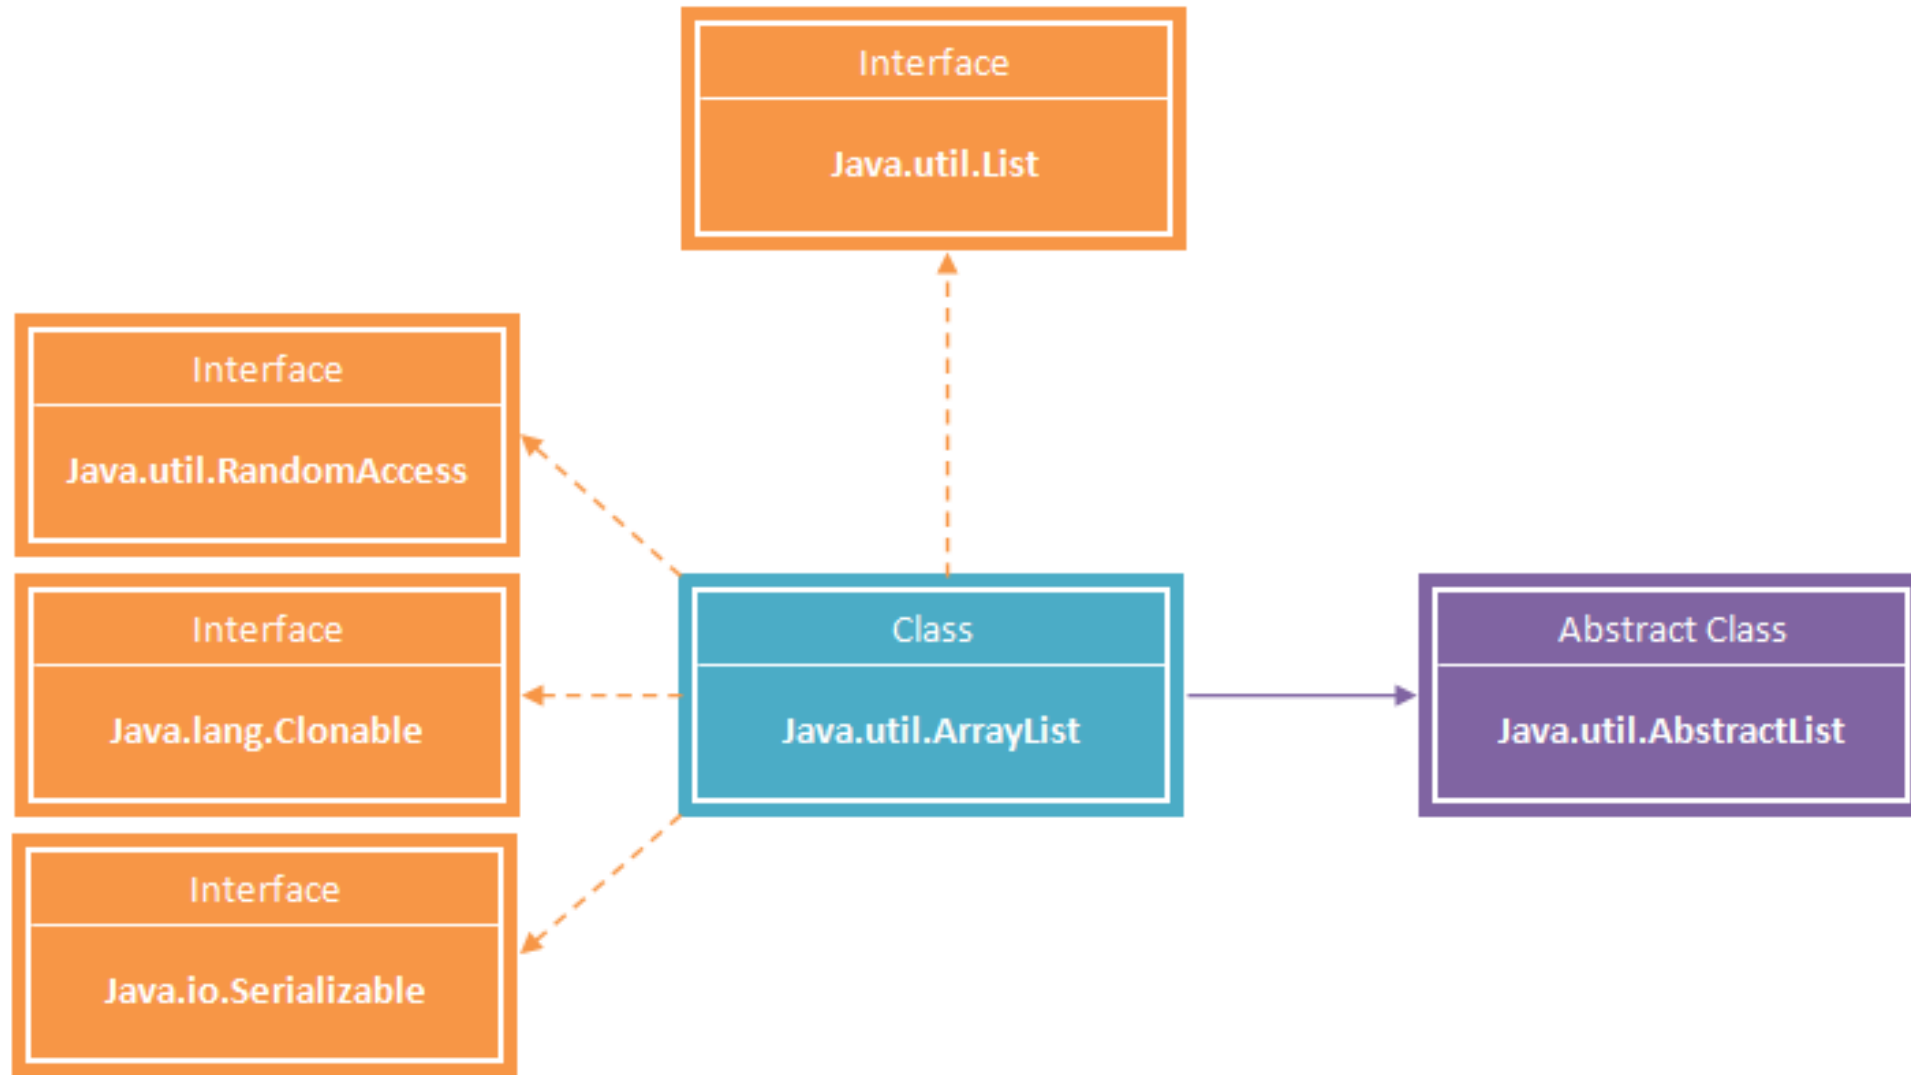 Interface
Java.util.List
Interface
Java.util.RandomAccess
Interface
Java.lang.Clonable
Class
Java.util.ArrayList
Abstract Class
Java.util.AbstractList
Interface
Java.io.Serializable